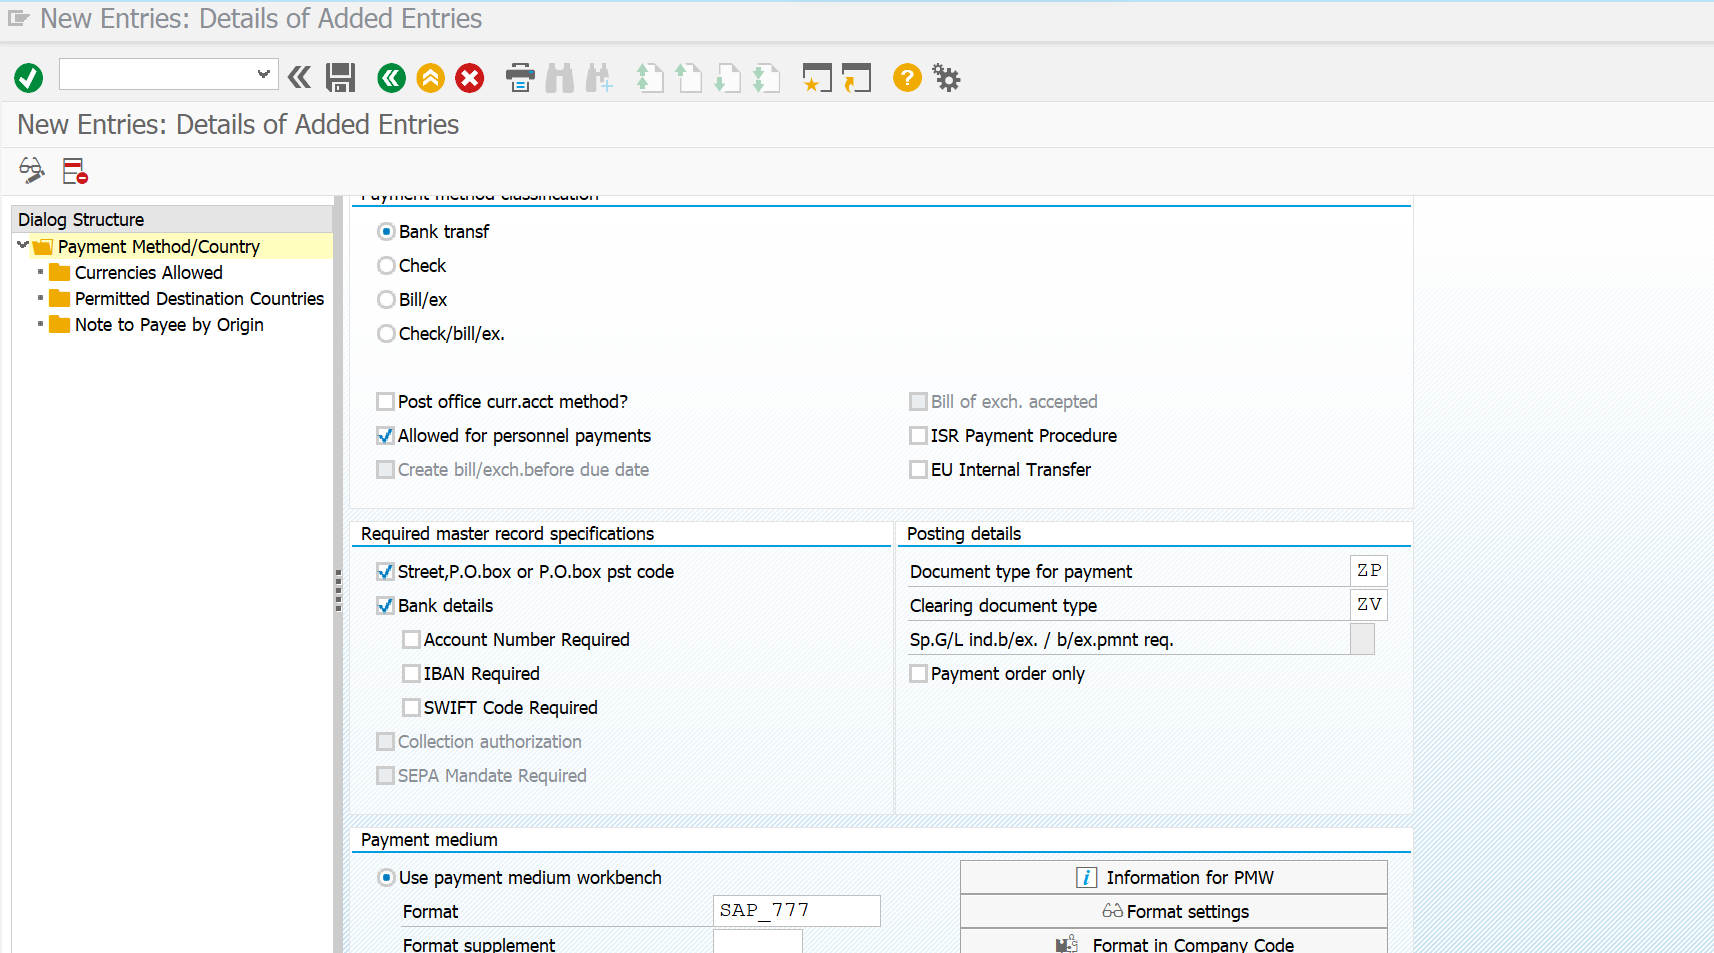 New Entries: Details of Added Entries
New Entries: Details of Added Entries
Dialog Structure
Payment Method/Country
Currencies Allowed
Permitted Destination Countries
Note to Payee by Origin
Payment method classification
Bank transf
Check
Bill/ex
Check/bill/ex.
Post office curr.acct method?
Bill of exch. accepted
Allowed for personnel payments
ISR Payment Procedure
Create bill/exch.before due date
EU Internal Transfer
Required master record specifications
Street,P.O.box or P.O.box pst code
Bank details
Account Number Required
IBAN Required
SWIFT Code Required
Collection authorization
SEPA Mandate Required
Posting details
Document type for payment ZP
Clearing document type ZV
Sp.G/L ind.b/ex. / b/ex.pmnt req.
Payment order only
Payment medium
Use payment medium workbench
Format SAP_777
Format supplement
Information for PMW
Format settings
Format in Company Code